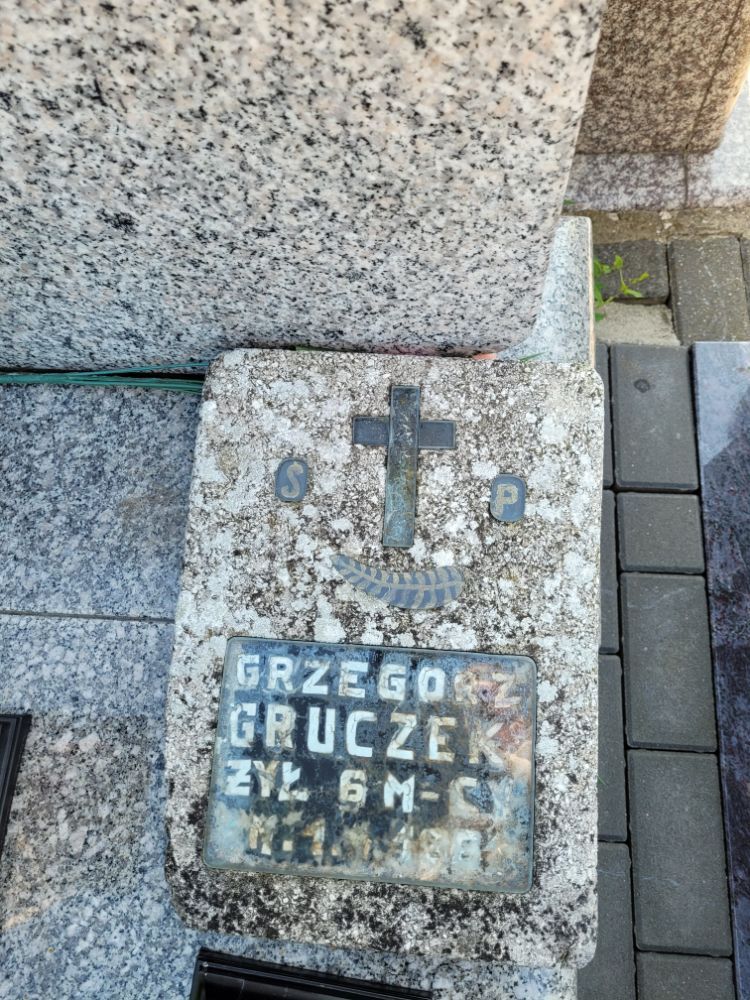 S P
GRZEGORZ
GRUCZEK
ŻYŁ 6 M-CY